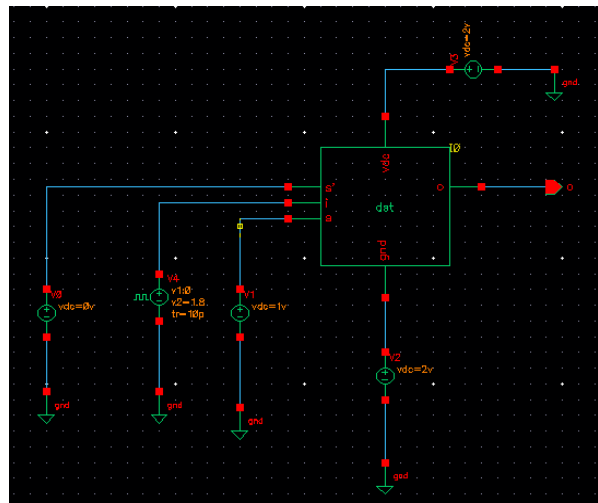 vdc=2v
V3
gnd
I0
vdc
s'
i
a
o
o
dat
gnd
V0
vdc=0v
V4
v1:0
v2=1.8
tr=10p
V1
vdc=1v
V2
vdc=2v
gnd
gnd
gnd
gnd